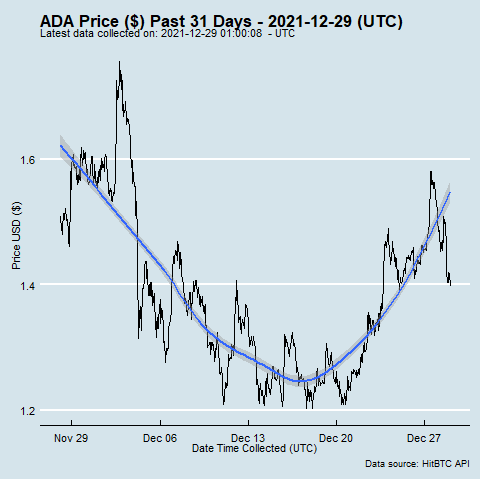 ADA Price ($) Past 31 Days - 2021-12-29 (UTC)
Latest data collected on: 2021-12-29 01:00:08  - UTC
1.6
1.4
1.2
Price USD ($)
Nov 29
Dec 06
Dec 13
Dec 20
Dec 27
Date Time Collected (UTC)
Data source: HitBTC API